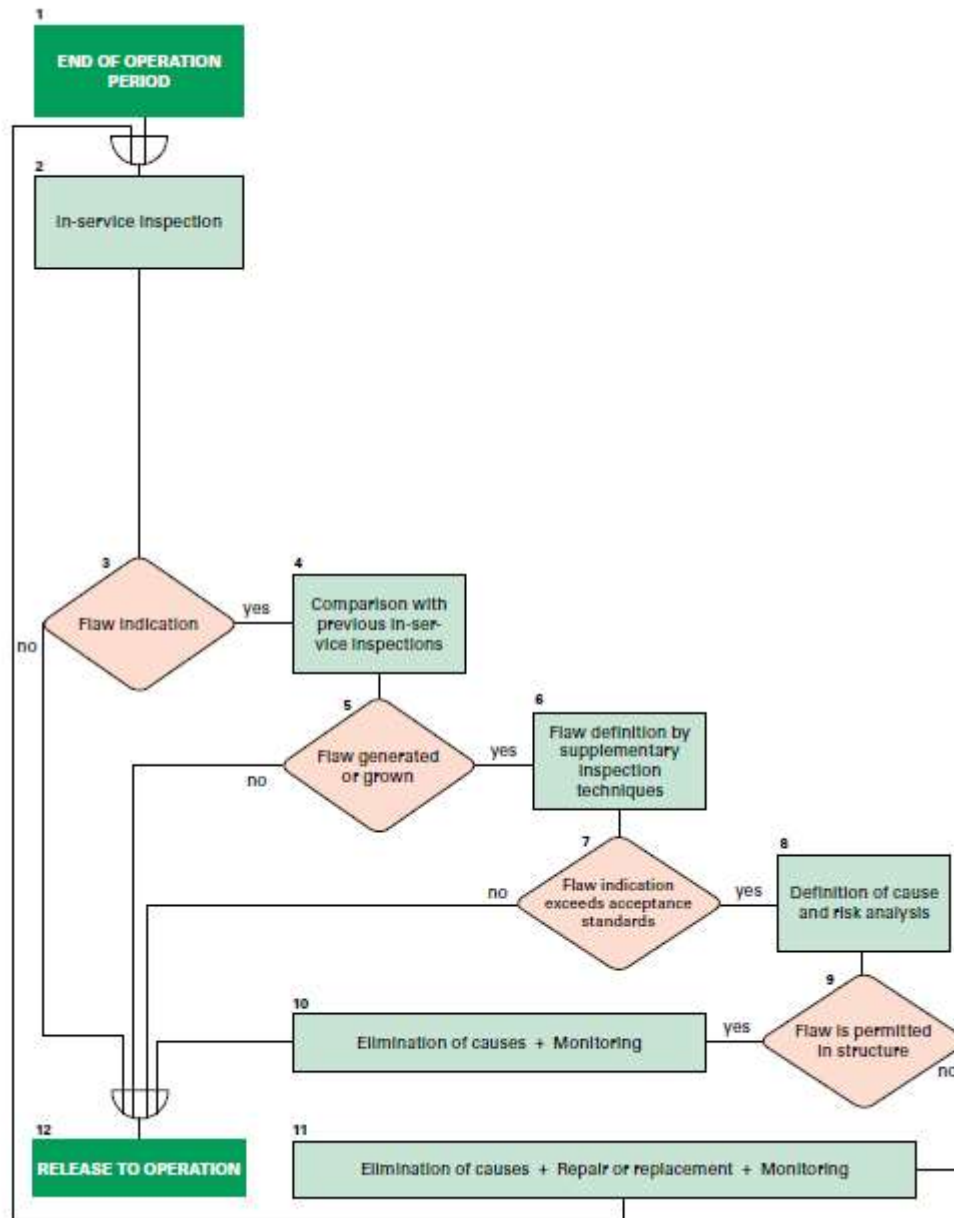 1
END OF OPERATION
PERIOD
2
In-service inspection
3
Flaw indication
yes
no
4
Comparison with
previous in-ser-
vice inspections
5
Flaw generated
or grown
yes
no
6
Flaw definition by
supplementary
inspection
techniques
7
Flaw indication
exceeds acceptance
standards
no
yes
8
Definition of cause
and risk analysis
9
Flaw is permitted
in structure
yes
no
10
Elimination of causes + Monitoring
11
Elimination of causes + Repair or replacement + Monitoring
12
RELEASE TO OPERATION